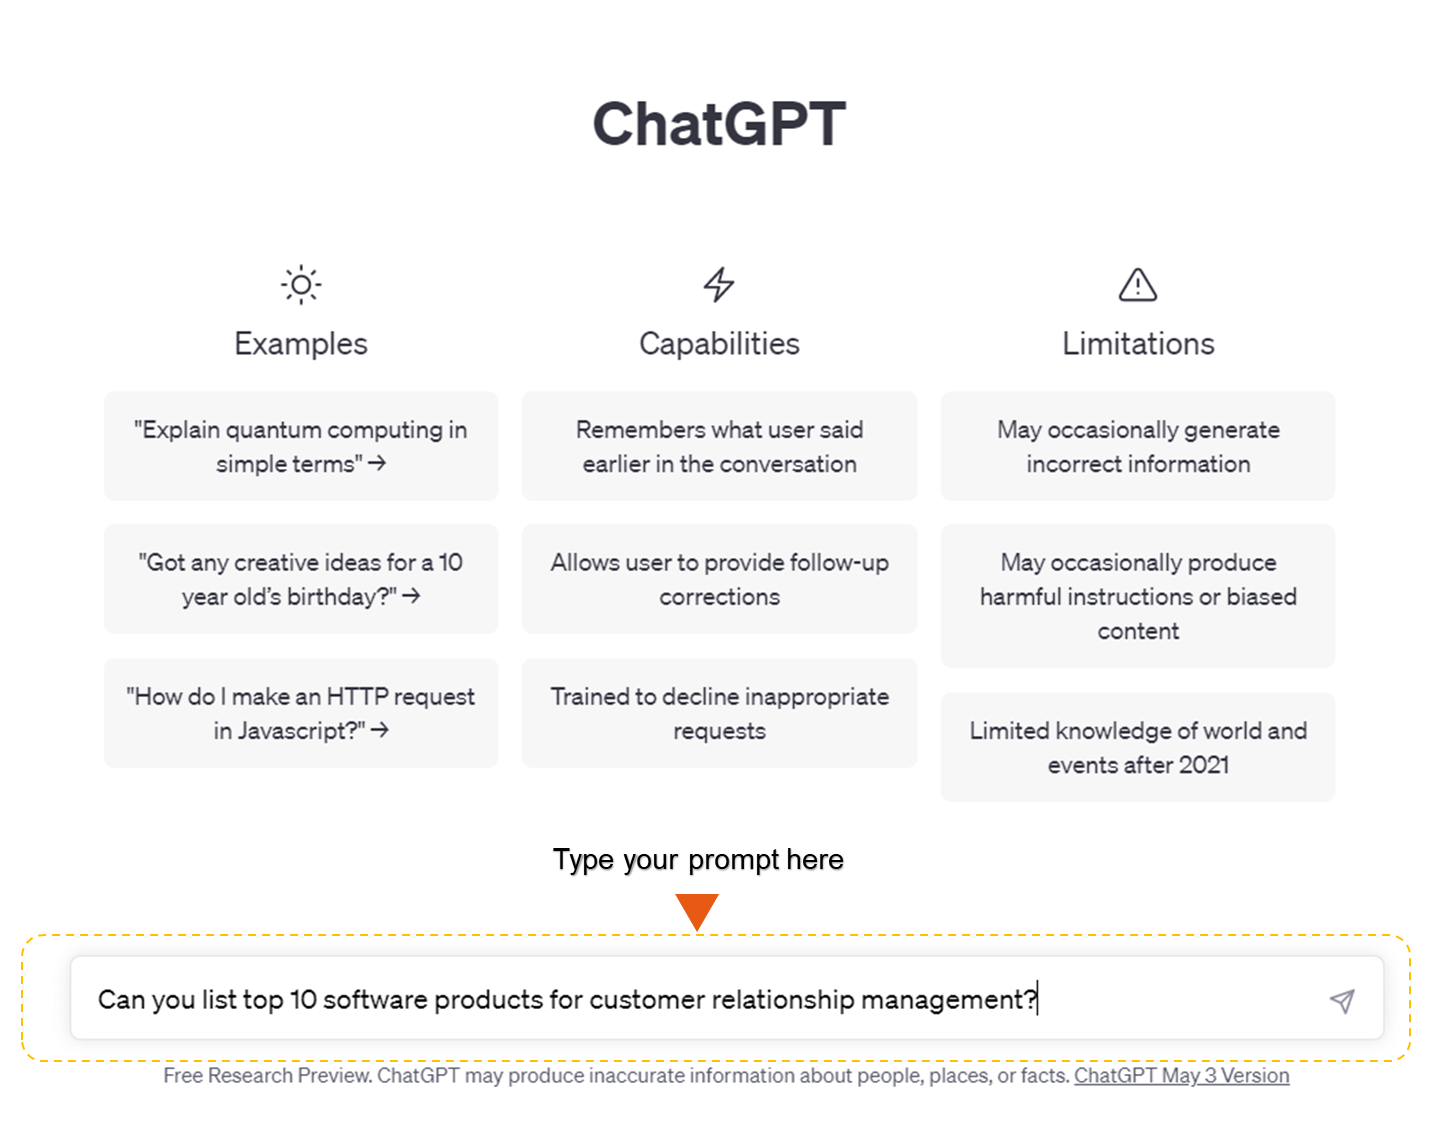 ChatGPT
Examples
"Explain quantum computing in
simple terms" →
"Got any creative ideas for a 10
year old’s birthday?" →
"How do I make an HTTP request
in Javascript?" →
Capabilities
Remembers what user said
earlier in the conversation
Allows user to provide follow-up
corrections
Trained to decline inappropriate
requests
Limitations
May occasionally generate
incorrect information
May occasionally produce
harmful instructions or biased
content
Limited knowledge of world and
events after 2021
Type your prompt here
Can you list top 10 software products for customer relationship management?
Free Research Preview. ChatGPT may produce inaccurate information about people, places, or facts. ChatGPT May 3 Version